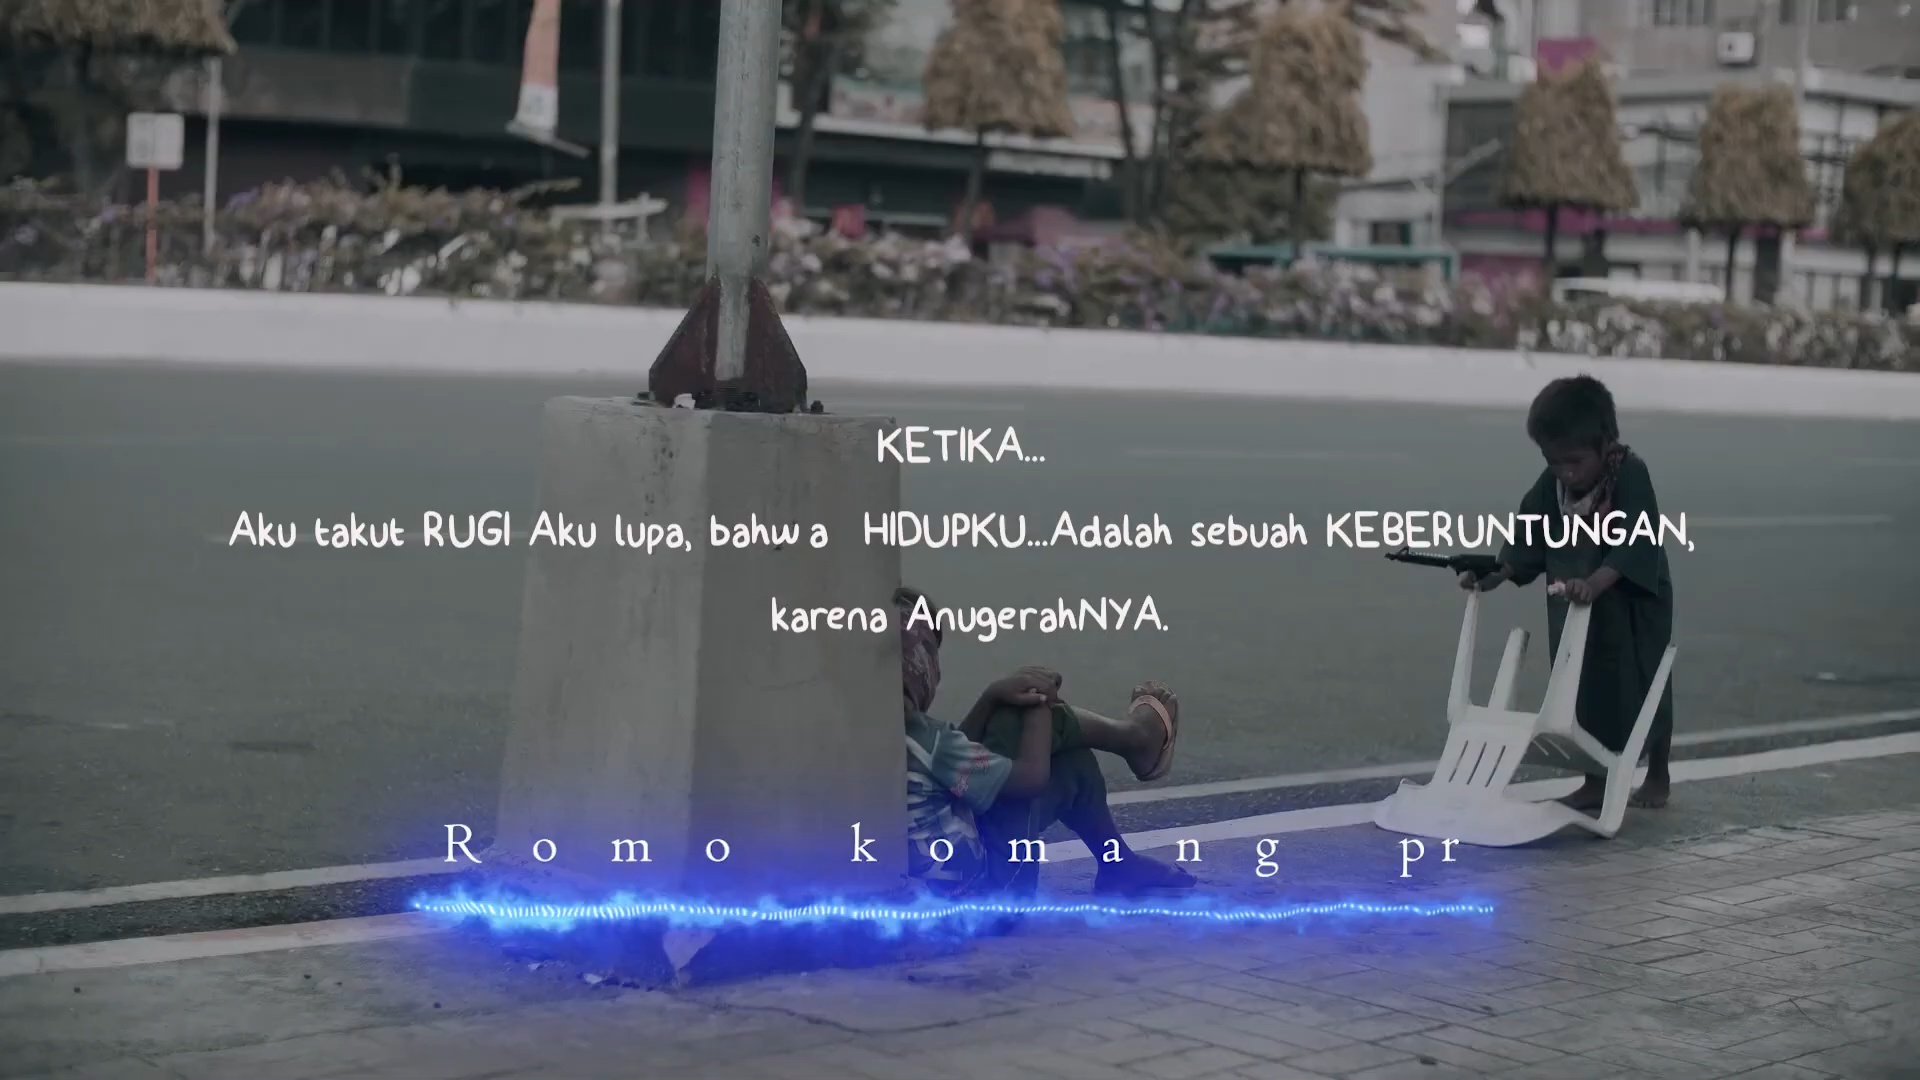 KETIKA...
Aku takut RUGI Aku lupa, bahwa HIDUPKU...Adalah sebuah KEBERUNTUNGAN,
karena AnugerahNYA.
Romo komang pr